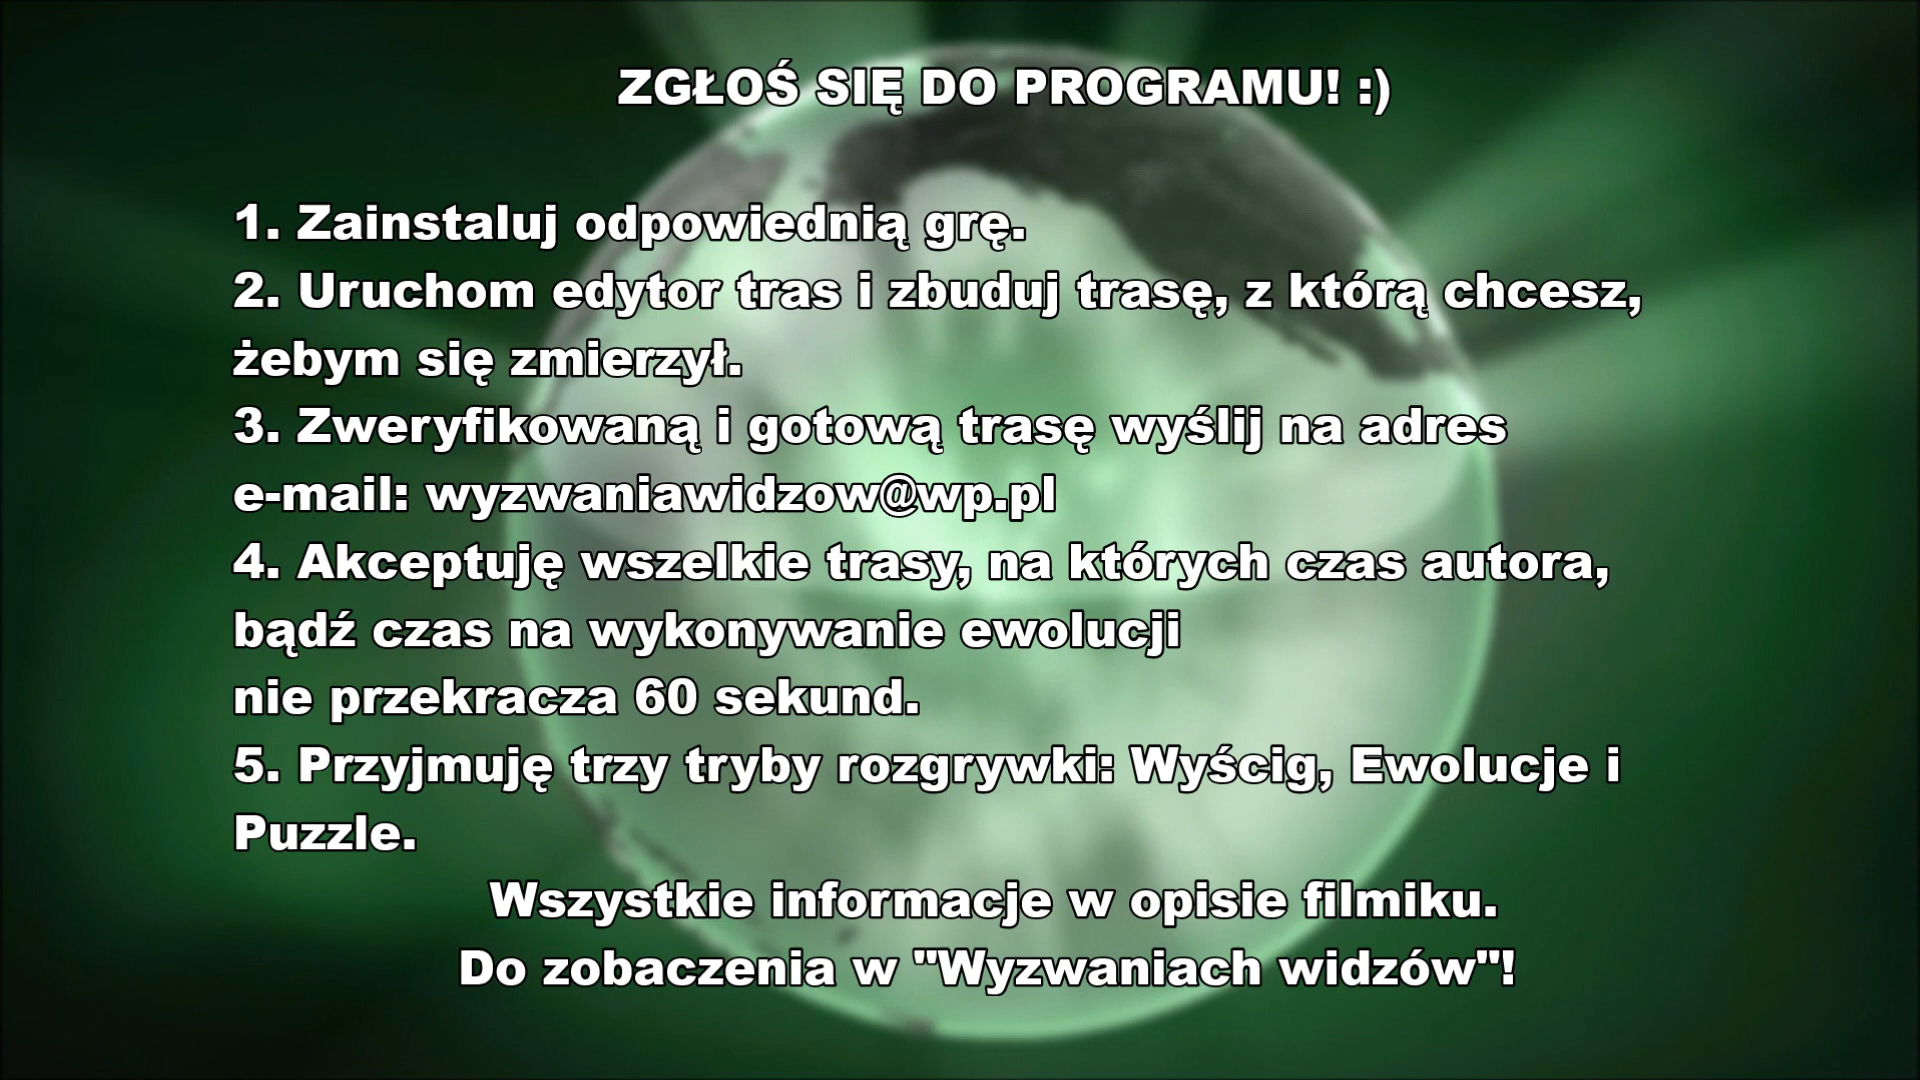 ZGŁOŚ SIĘ DO PROGRAMU! :)
1. Zainstaluj odpowiednią grę.
2. Uruchom edytor tras i zbuduj trasę, z którą chcesz,
żebym się zmierzył.
3. Zweryfikowaną i gotową trasę wyślij na adres
e-mail: wyzwaniawidzow@wp.pl
4. Akceptuję wszelkie trasy, na których czas autora,
bądź czas na wykonywanie ewolucji
nie przekracza 60 sekund.
5. Przyjmuję trzy tryby rozgrywki: Wyścig, Ewolucje i
Puzzle.
Wszystkie informacje w opisie filmiku.
Do zobaczenia w "Wyzwaniach widzów"!